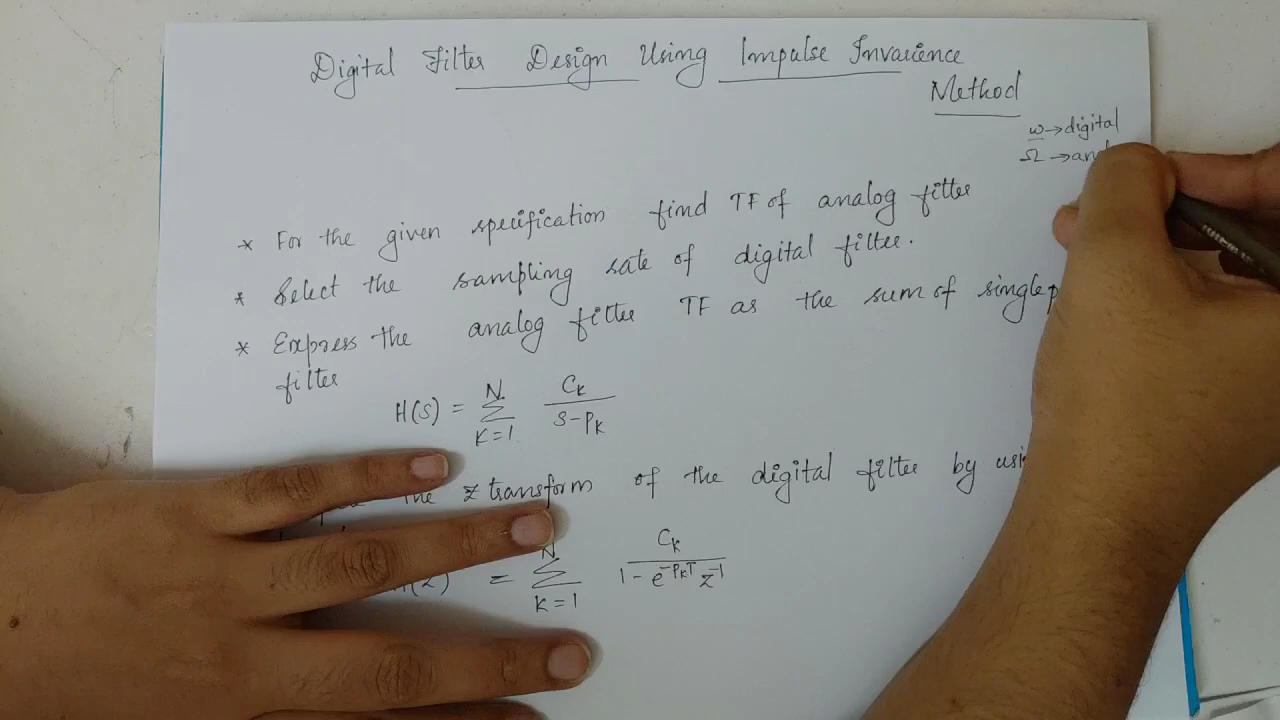 Digital Filter Design Using Impulse Invarience
Method
ω→digital
Ω→
* For the given specification find TF of analog filter
* Select the sampling rate of digital filter.
* Express the analog filter TF as the sum of single
filter
H(s) = Σ_{K=1}^{N} C_K / (s-p_K)
the z transform of the digital filter by
H(Z) = Σ_{K=1}^{N} C_K / (1 - e^{-p_K T} z^{-1})